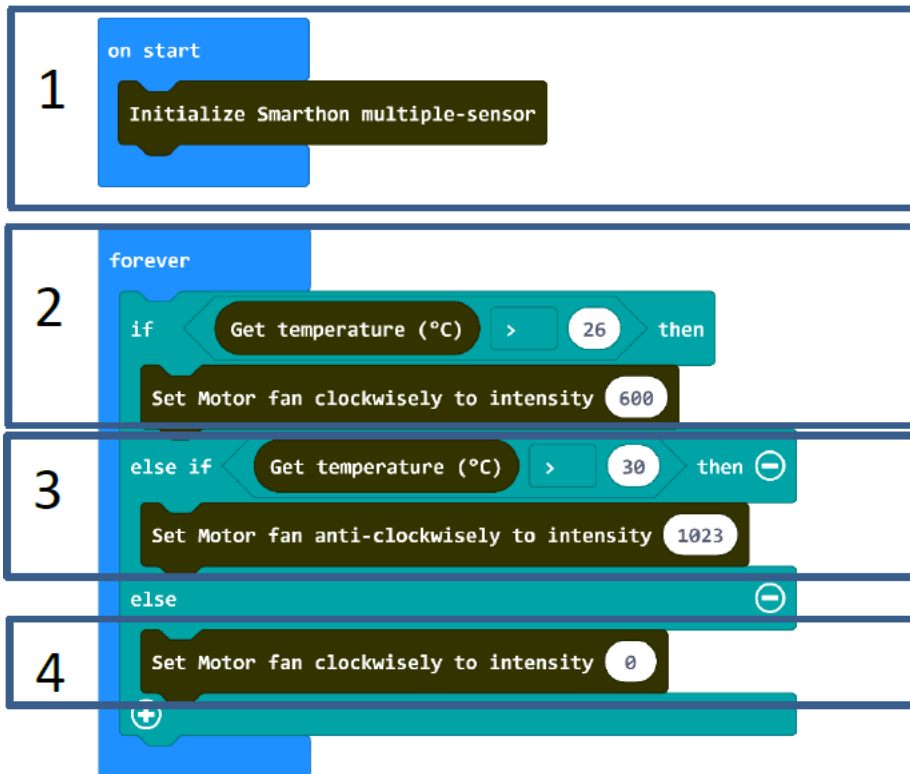 1
on start
Initialize Smarthon multiple-sensor
2
forever
if Get temperature (°C) > 26 then
Set Motor fan clockwisely to intensity 600
3
else if Get temperature (°C) > 30 then
Set Motor fan anti-clockwisely to intensity 1023
else
4
Set Motor fan clockwisely to intensity 0